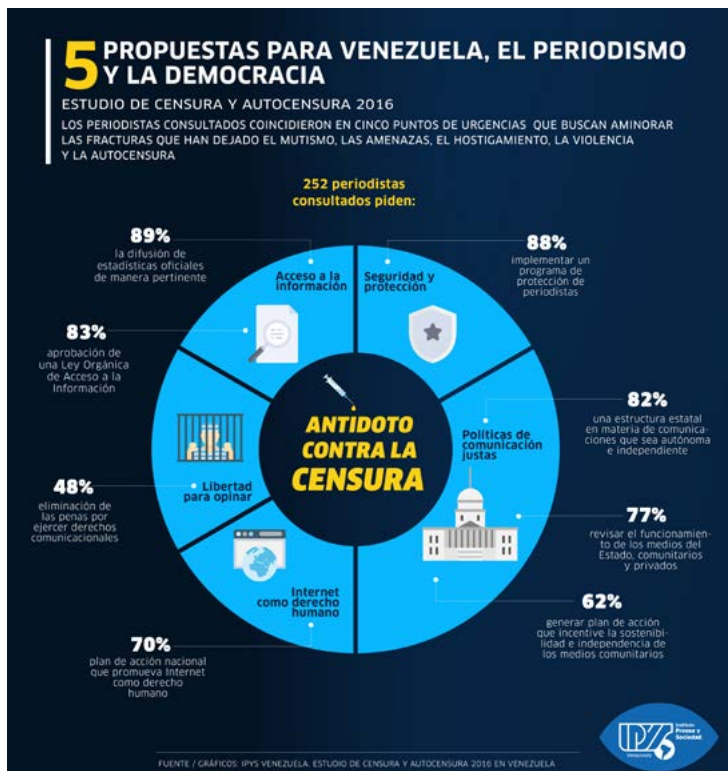 5 PROPUESTAS PARA VENEZUELA, EL PERIODISMO
Y LA DEMOCRACIA
ESTUDIO DE CENSURA Y AUTOCENSURA 2016
LOS PERIODISTAS CONSULTADOS COINCIDIERON EN CINCO PUNTOS DE URGENCIAS QUE BUSCAN AMINORAR
LAS FRACTURAS QUE HAN DEJADO EL MUTISMO, LAS AMENAZAS, EL HOSTIGAMIENTO, LA VIOLENCIA
Y LA AUTOCENSURA
252 periodistas
consultados piden:
89%
la difusión de
estadísticas oficiales
de manera pertinente
Acceso a la
información
83%
aprobación de
una Ley Orgánica
de Acceso a la
Información
Seguridad y
protección
88%
implementar un
programa de
protección de
periodistas
ANTÍDOTO
CONTRA LA
CENSURA
Libertad
para opinar
48%
eliminación de
las penas por
ejercer derechos
comunicacionales
Políticas de
comunicación
justas
82%
una estructura estatal
en materia de comunica-
ciones que sea autónoma
e independiente
77%
revisar el funcionamien-
to de los medios del
Estado, comunitarios
y privados
62%
generar plan de acción
que incentive la sostenibi-
lidad e independencia de
los medios comunitarios
Internet
como derecho
humano
70%
plan de acción nacional
que promueva Internet
como derecho
humano
IPYS
Instituto
Prensa y
Sociedad
Venezuela
FUENTE / GRÁFICOS: IPYS VENEZUELA. ESTUDIO DE CENSURA Y AUTOCENSURA 2016 EN VENEZUELA